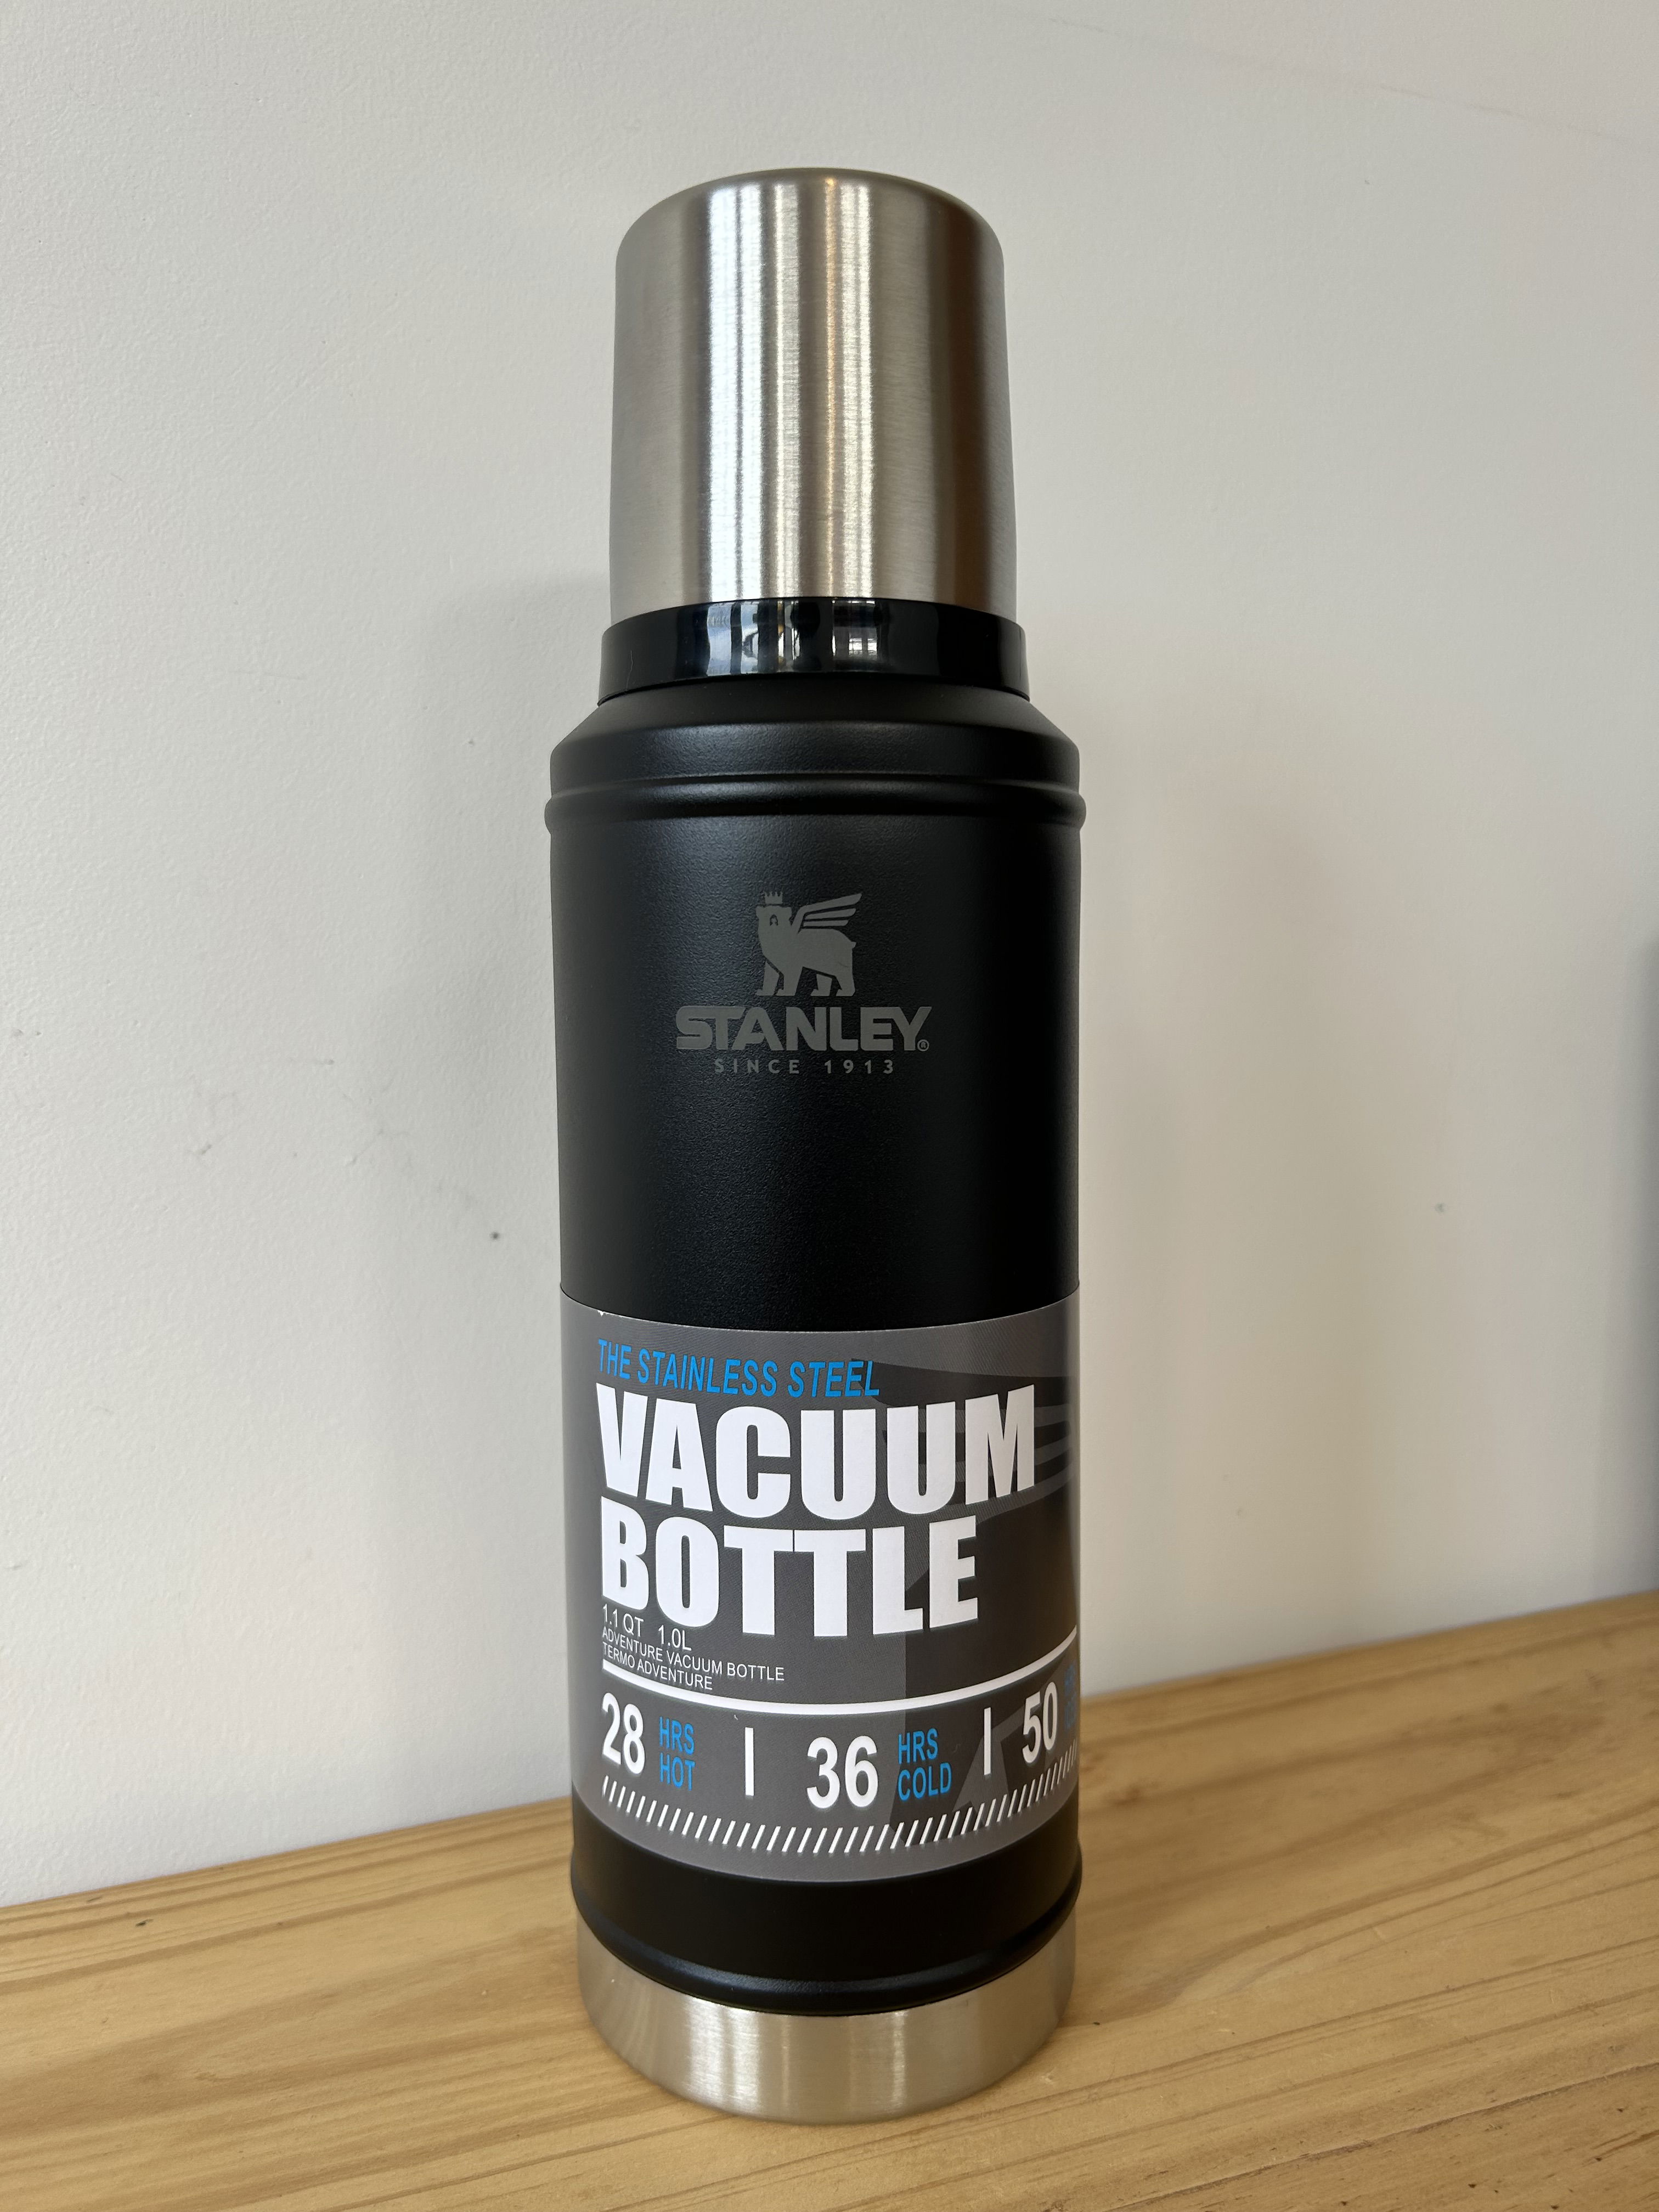 STANLEY®
SINCE 1913
THE STAINLESS STEEL
VACUUM
BOTTLE
1.1 QT 1.0L
ADVENTURE VACUUM BOTTLE
TERMO ADVENTURE
28 HRS HOT | 36 HRS COLD | 50